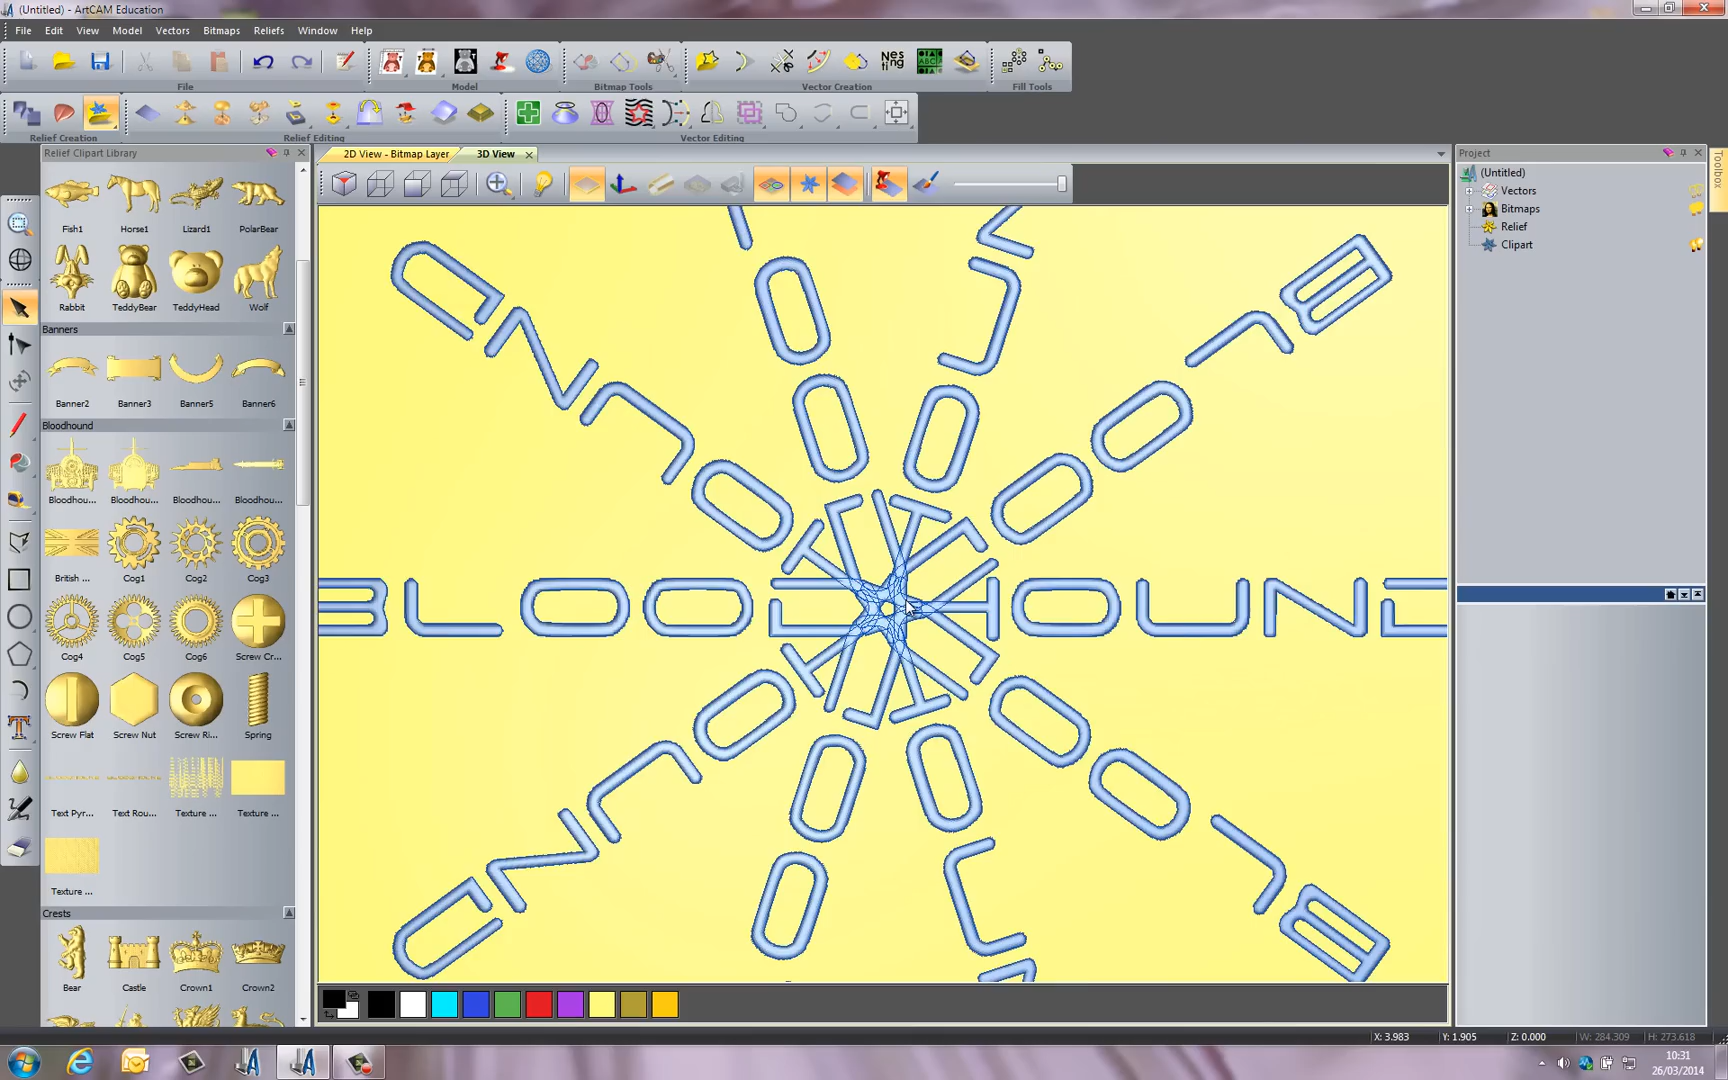 (Untitled) - ArtCAM Education
File Edit View Model Vectors Bitmaps Reliefs Window Help
File Model Bitmap Tools Vector Creation Fill Tools
Nes ting ABC
Relief Creation Relief Editing Vector Editing
Relief Clipart Library
2D View - Bitmap Layer
3D View
Project
Toolbox
(Untitled)
Vectors
Bitmaps
Relief
Clipart
Fish1 Horse1 Lizard1 PolarBear
Rabbit TeddyBear TeddyHead Wolf
Banners
Banner2 Banner3 Banner5 Banner6
Bloodhound
Bloodhou... Bloodhou... Bloodhou... Bloodhou...
British ... Cog1 Cog2 Cog3
Cog4 Cog5 Cog6 Screw Cr...
Screw Flat Screw Nut Screw Ri... Spring
Text Pyr... Text Rou... Texture ... Texture ...
Texture ...
Crests
Bear Castle Crown1 Crown2
BLOODHOUND
X: 3.983 Y: 1.905 Z: 0.000 W: 284.309 H: 273.618
10:31
26/03/2014